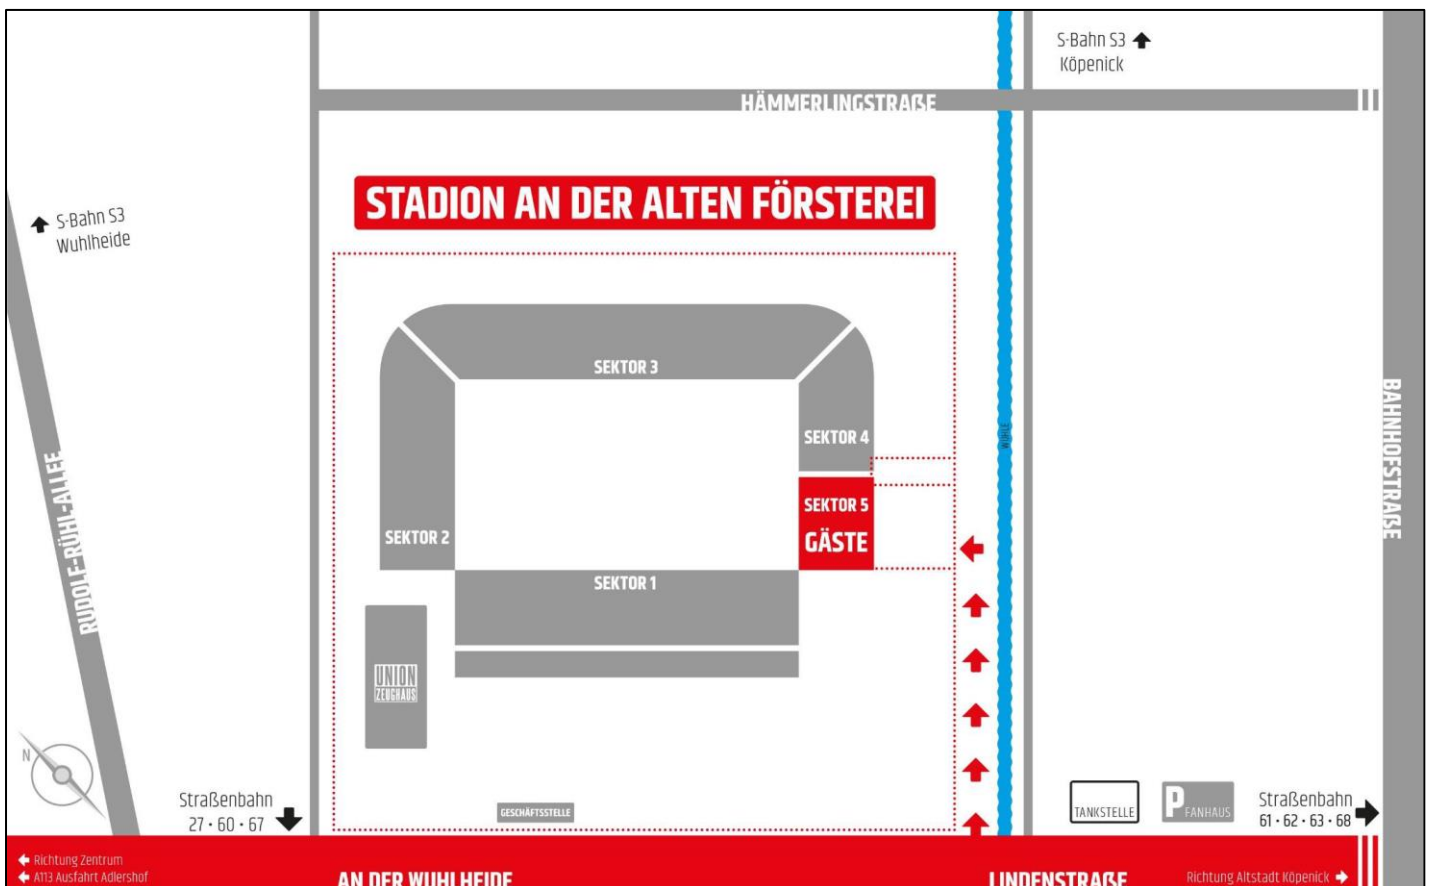 S-Bahn S3
Köpenick
HÄMMERLINGSTRAßE
STADION AN DER ALTEN FÖRSTEREI
S-Bahn S3
Wuhlheide
SEKTOR 3
SEKTOR 4
WUHLE
BAHNHOFSTRAßE
RUDOLF-RÜHL-ALLEE
SEKTOR 5
GÄSTE
SEKTOR 2
SEKTOR 1
UNION
ZEUGHAUS
N
Straßenbahn
27 · 60 · 67
GESCHÄFTSSTELLE
TANKSTELLE
PFANHAUS
Straßenbahn
61 · 62 · 63 · 68
Richtung Zentrum
A113 Ausfahrt Adlershof
AN DER WUHLHEIDE
LINDENSTRAßE
Richtung Altstadt Köpenick